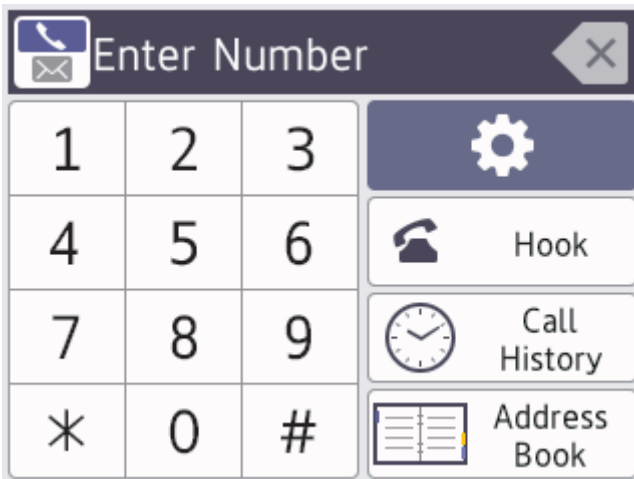 Enter Number
1 2 3
4 5 6
Hook
7 8 9
Call
History
* 0 #
Address
Book